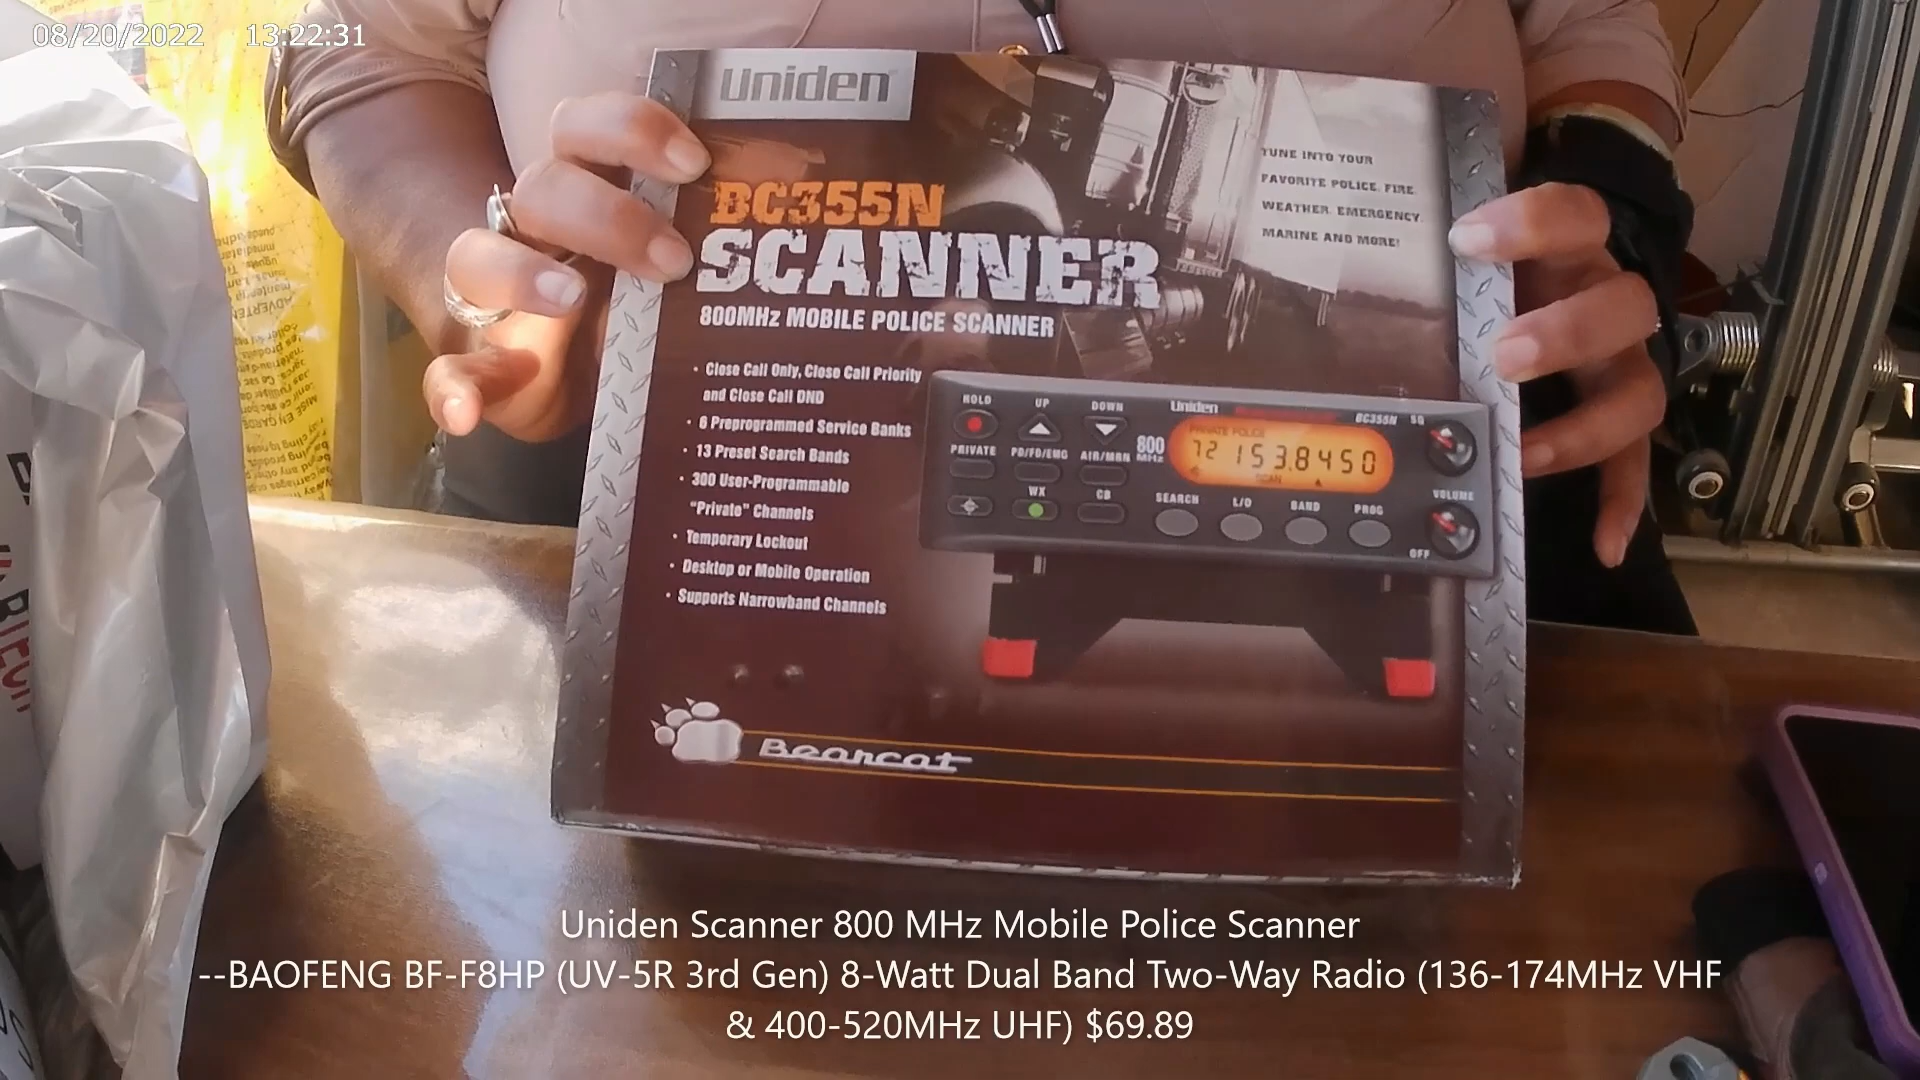 08/20/2022 13:22:31
Uniden
BC355N
SCANNER
800MHz MOBILE POLICE SCANNER
TUNE INTO YOUR
FAVORITE POLICE, FIRE,
WEATHER, EMERGENCY,
MARINE AND MORE!
• Close Call Only, Close Call Priority
and Close Call DND
• 6 Preprogrammed Service Banks
• 13 Preset Search Bands
• 300 User-Programmable
"Private" Channels
• Temporary Lockout
• Desktop or Mobile Operation
• Supports Narrowband Channels
HOLD UP DOWN Uniden BC355N SQ
PRIVATE POLICE
PRIVATE PD/FD/EMG AIR/MRN 800 MHz 72 153.8450
SCAN
WX CB SEARCH L/O BAND PROG VOLUME
OFF
Bearcat
Uniden Scanner 800 MHz Mobile Police Scanner
--BAOFENG BF-F8HP (UV-5R 3rd Gen) 8-Watt Dual Band Two-Way Radio (136-174MHz VHF
& 400-520MHz UHF) $69.89